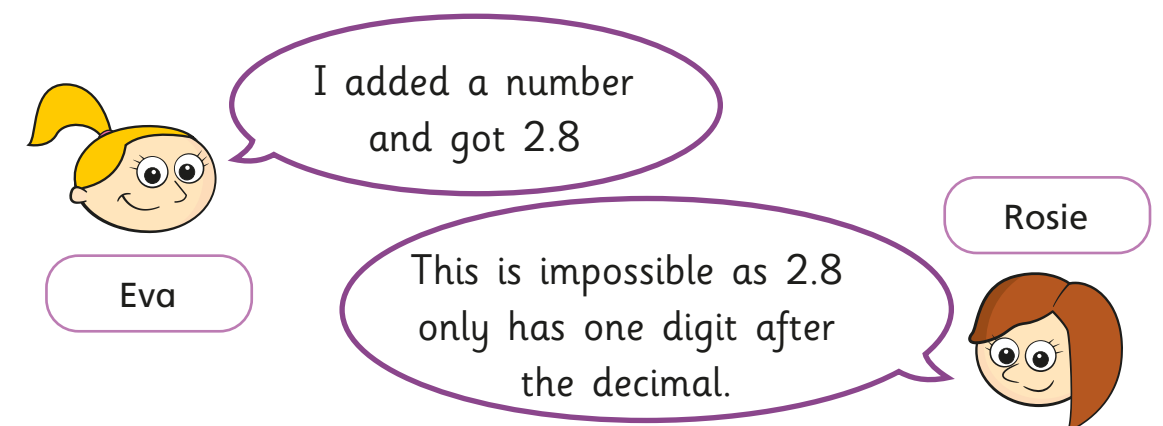 I added a number
and got 2.8
Eva
Rosie
This is impossible as 2.8
only has one digit after
the decimal.